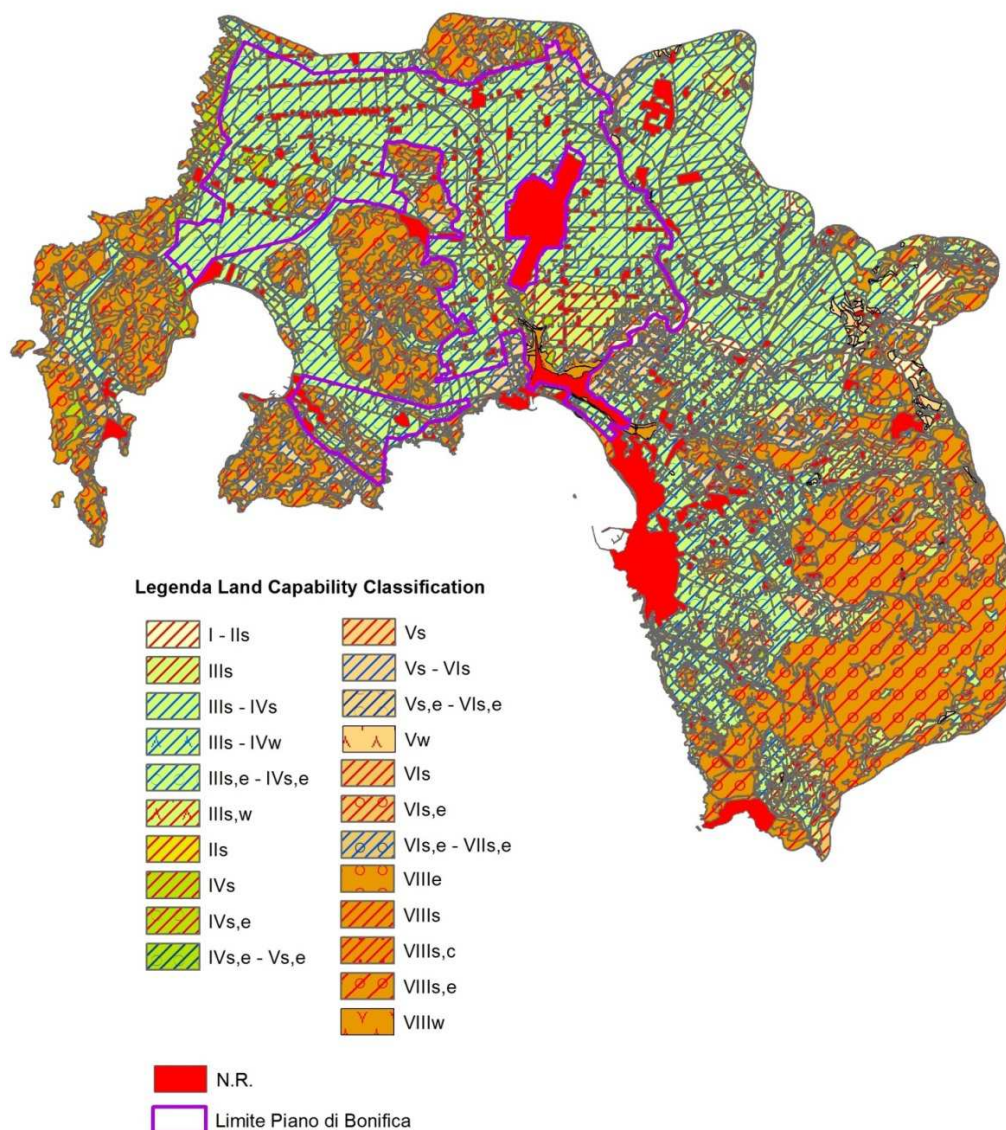 Legenda Land Capability Classification
I - IIs
IIIs
IIIs - IVs
IIIs - IVw
IIIs,e - IVs,e
IIIs,w
IIs
IVs
IVs,e
IVs,e - Vs,e
Vs
Vs - VIs
Vs,e - VIs,e
Vw
VIs
VIs,e
VIs,e - VIIs,e
VIIIe
VIIIs
VIIIs,c
VIIIs,e
VIIIw
N.R.
Limite Piano di Bonifica